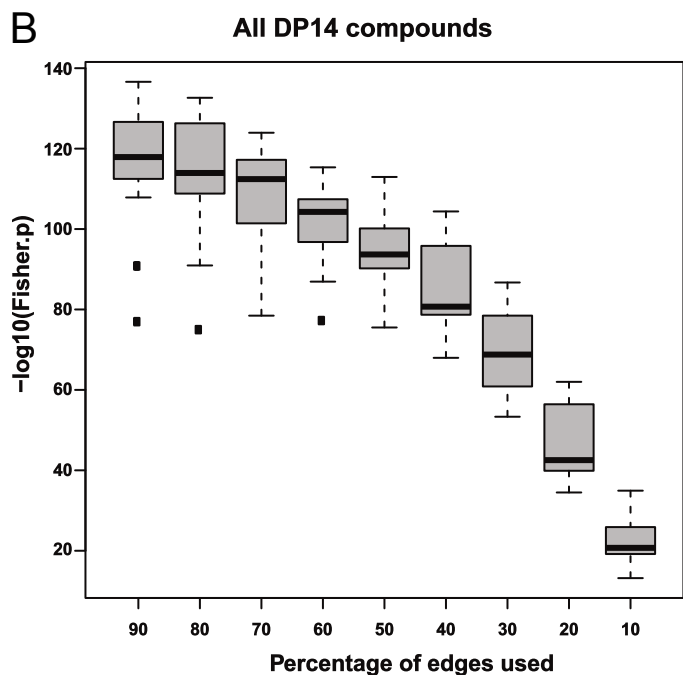 B
All DP14 compounds
140
120
100
80
60
40
20
−log10(Fisher.p)
90 80 70 60 50 40 30 20 10
Percentage of edges used